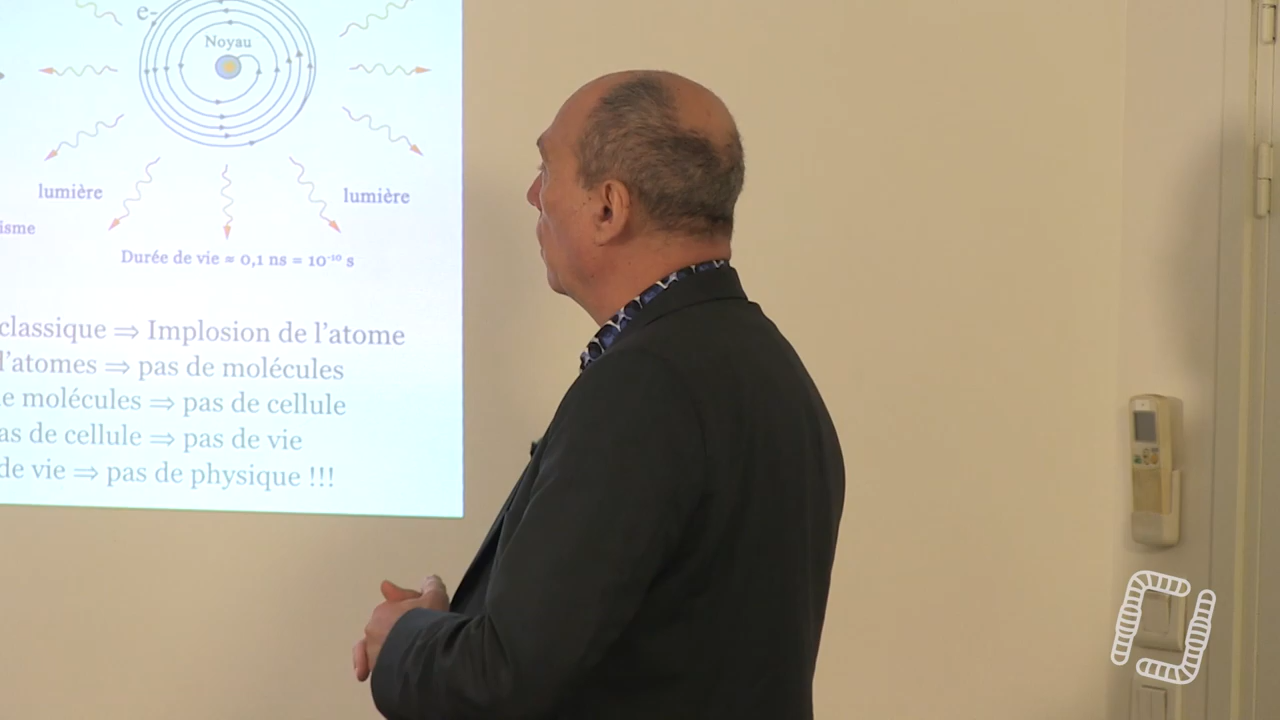 e-
Noyau
lumière
lumière
isme
Durée de vie ≈ 0,1 ns = 10⁻¹⁰ s
classique ⇒ Implosion de l'atome
l'atomes ⇒ pas de molécules
e molécules ⇒ pas de cellule
as de cellule ⇒ pas de vie
de vie ⇒ pas de physique !!!